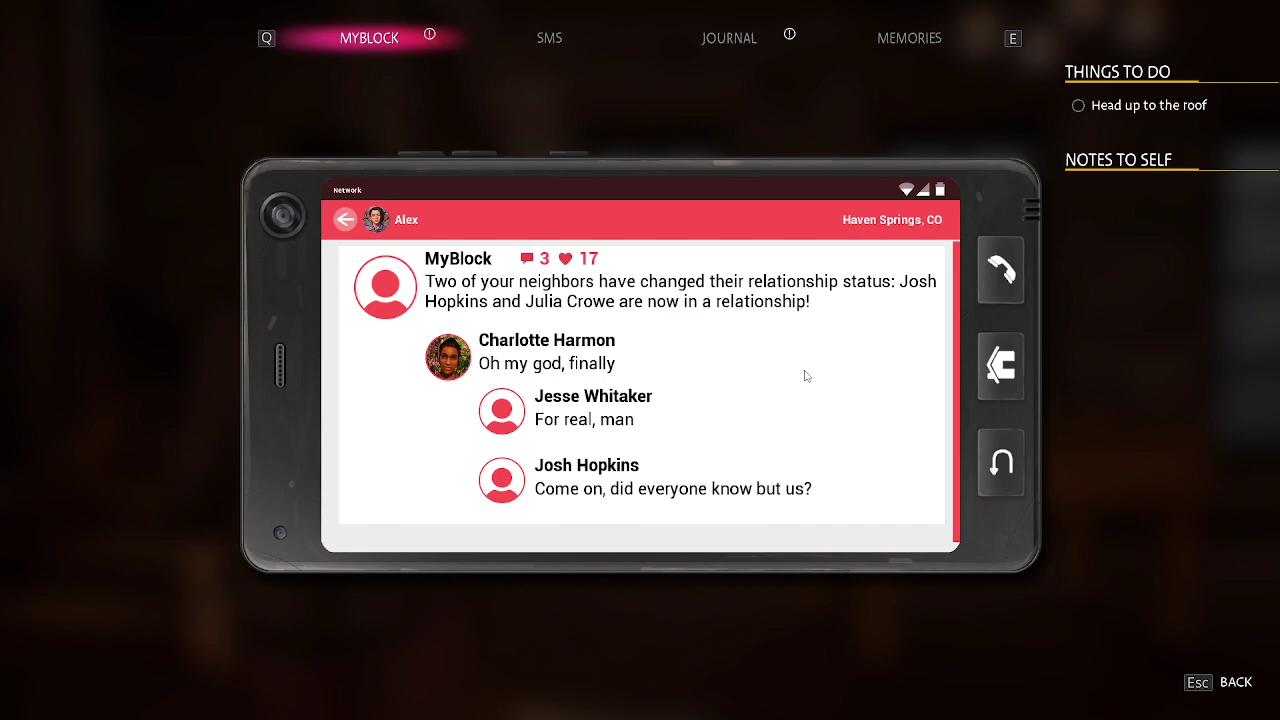 Q MYBLOCK SMS JOURNAL MEMORIES E
THINGS TO DO
Head up to the roof
NOTES TO SELF
Network
Alex Haven Springs, CO
MyBlock 3 17
Two of your neighbors have changed their relationship status: Josh
Hopkins and Julia Crowe are now in a relationship!
Charlotte Harmon
Oh my god, finally
Jesse Whitaker
For real, man
Josh Hopkins
Come on, did everyone know but us?
Esc BACK